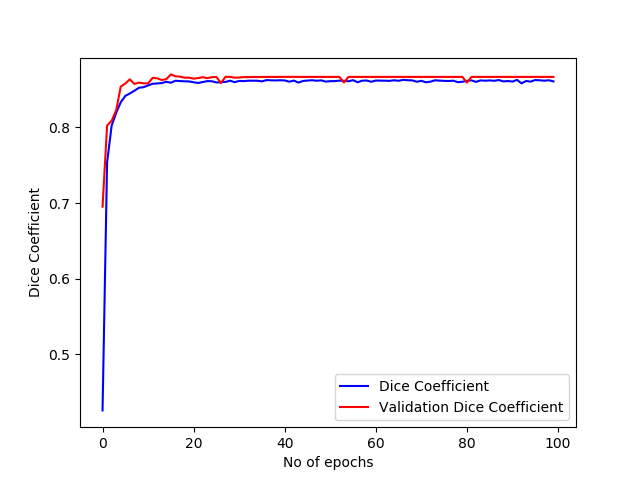 0.8
0.7
0.6
0.5
Dice Coefficient
Dice Coefficient
Validation Dice Coefficient
0 20 40 60 80 100
No of epochs